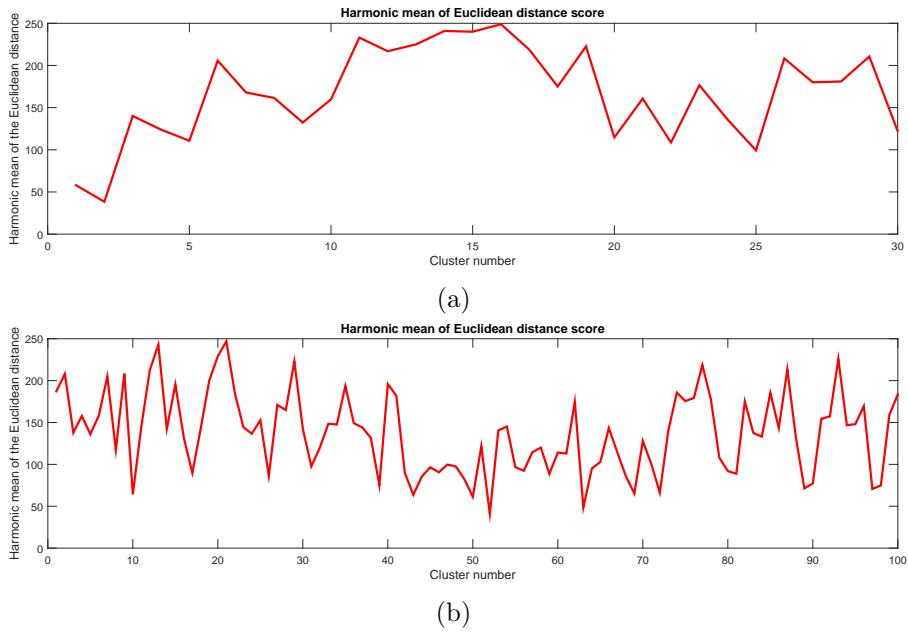 Harmonic mean of Euclidean distance score
Harmonic mean of the Euclidean distance
250
200
150
100
50
0
0 5 10 15 20 25 30
Cluster number
(a)
Harmonic mean of Euclidean distance score
Harmonic mean of the Euclidean distance
250
200
150
100
50
0
0 10 20 30 40 50 60 70 80 90 100
Cluster number
(b)